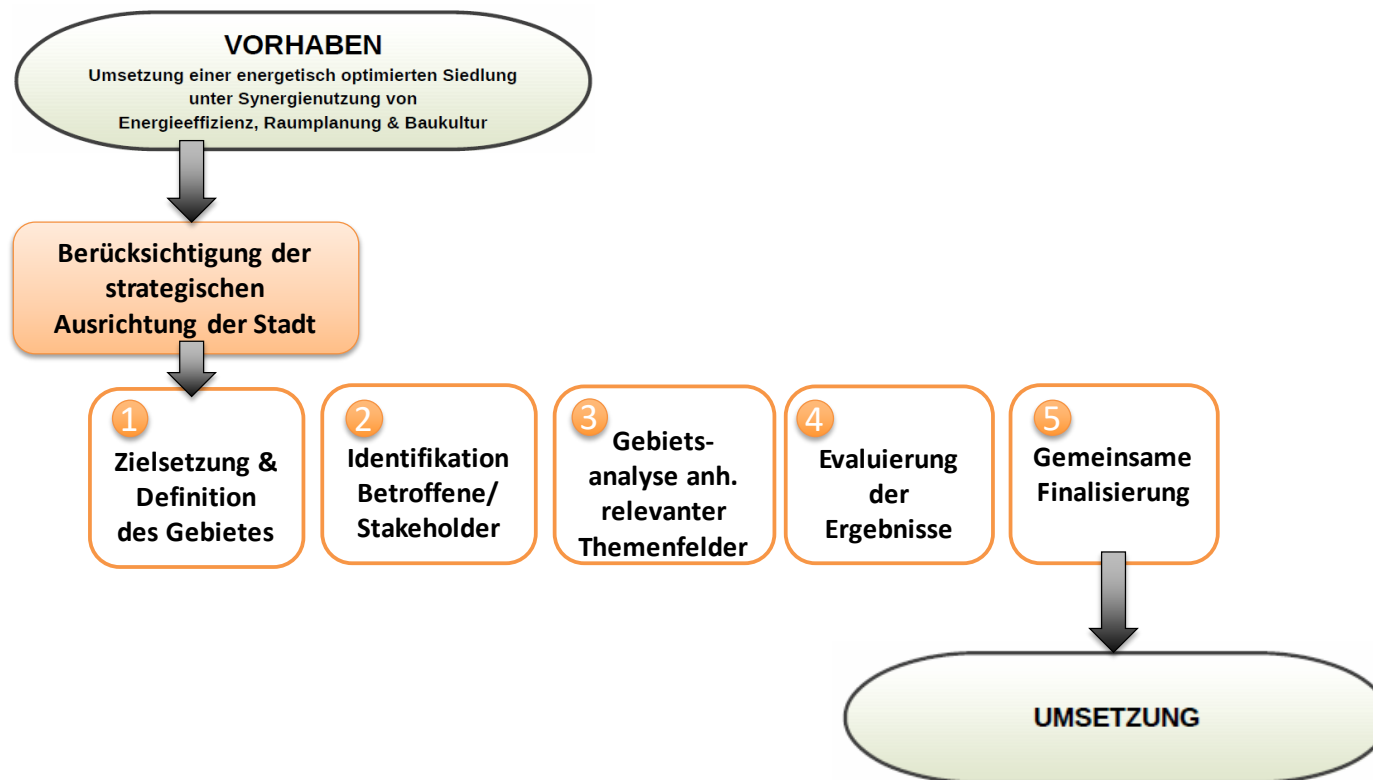 VORHABEN
Umsetzung einer energetisch optimierten Siedlung
unter Synergienutzung von
Energieeffizienz, Raumplanung & Baukultur
Berücksichtigung der
strategischen
Ausrichtung der Stadt
1
Zielsetzung &
Definition
des Gebietes
2
Identifikation
Betroffene/
Stakeholder
3
Gebiets-
analyse anh.
relevanter
Themenfelder
4
Evaluierung
der
Ergebnisse
5
Gemeinsame
Finalisierung
UMSETZUNG